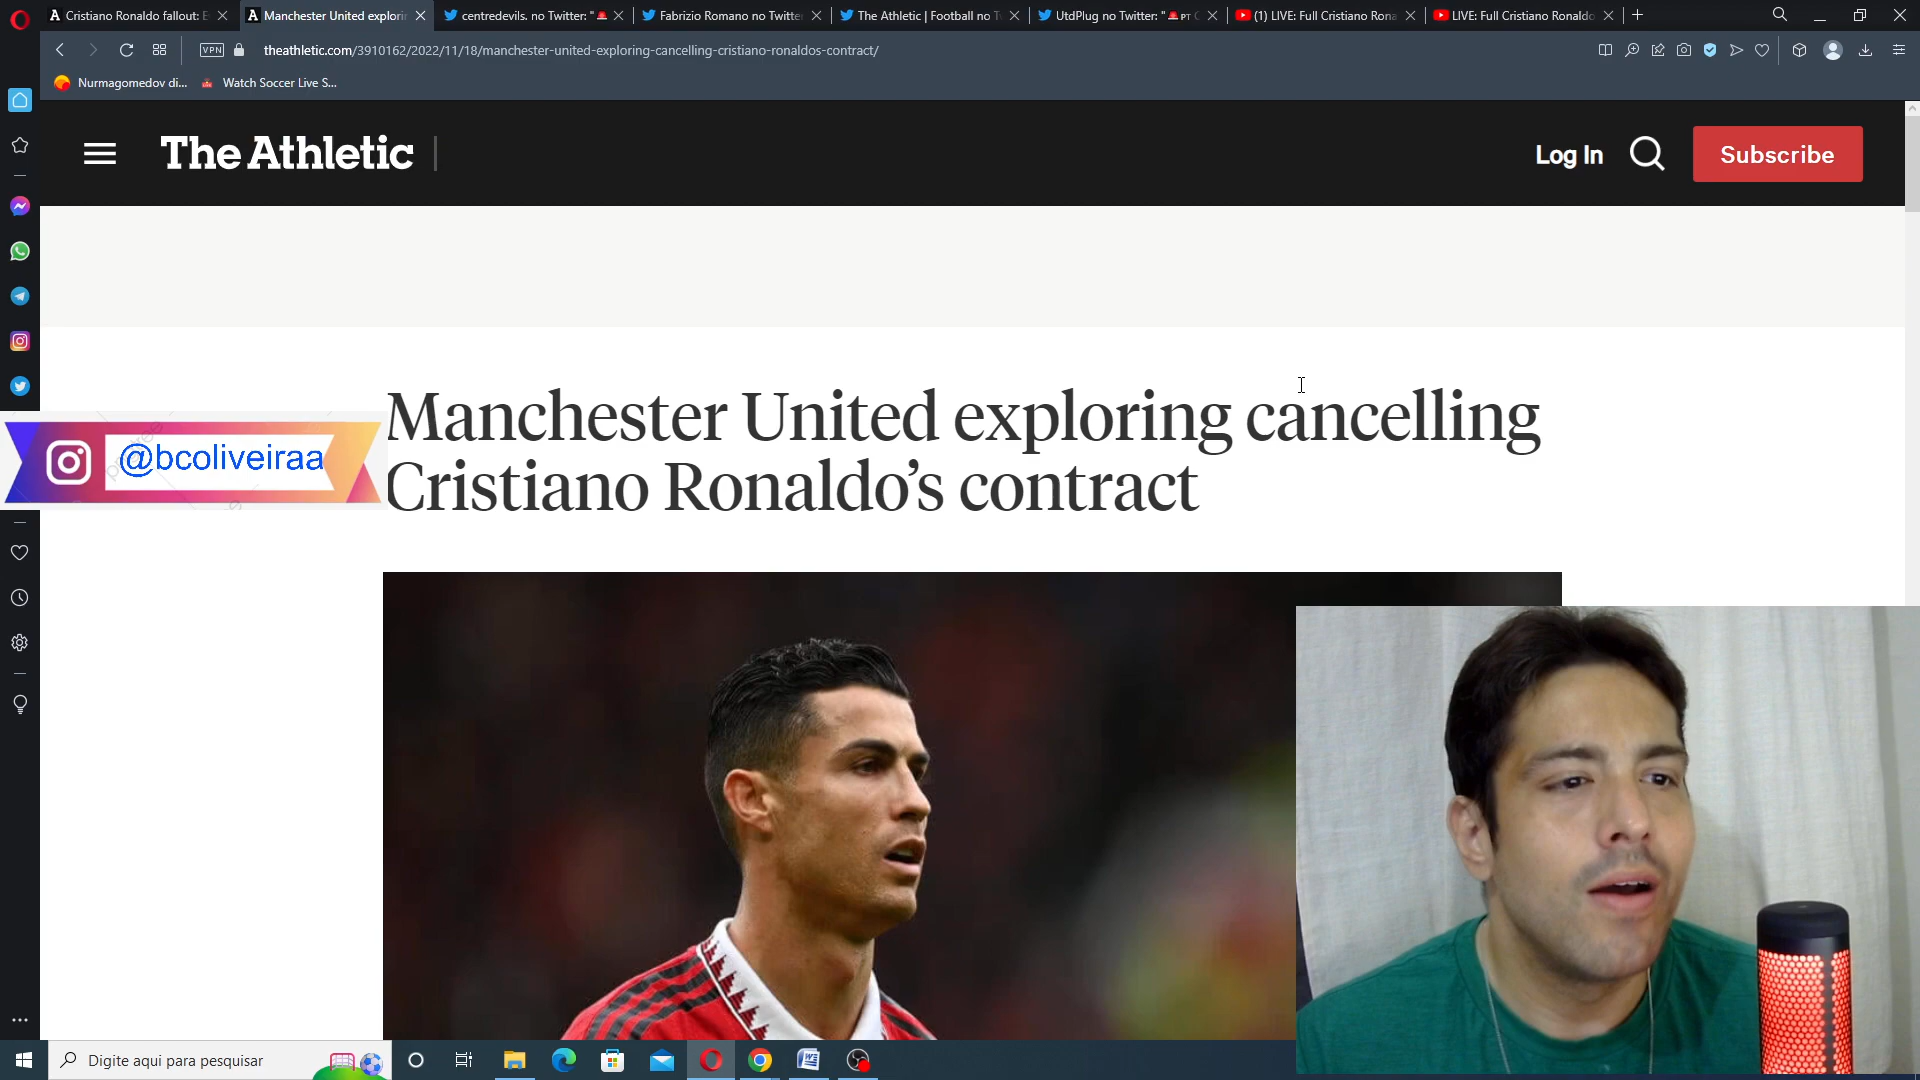 Cristiano Ronaldo fallout: E
Manchester United explorin
centredevils. no Twitter: "
Fabrizio Romano no Twitte
The Athletic | Football no T
UtdPlug no Twitter: " PT
(1) LIVE: Full Cristiano Rona
LIVE: Full Cristiano Ronaldo
VPN
theathletic.com/3910162/2022/11/18/manchester-united-exploring-cancelling-cristiano-ronaldos-contract/
Nurmagomedov di...
Watch Soccer Live S...
The Athletic
Log In
Subscribe
Manchester United exploring cancelling
Cristiano Ronaldo's contract
@bcoliveiraa
Digite aqui para pesquisar